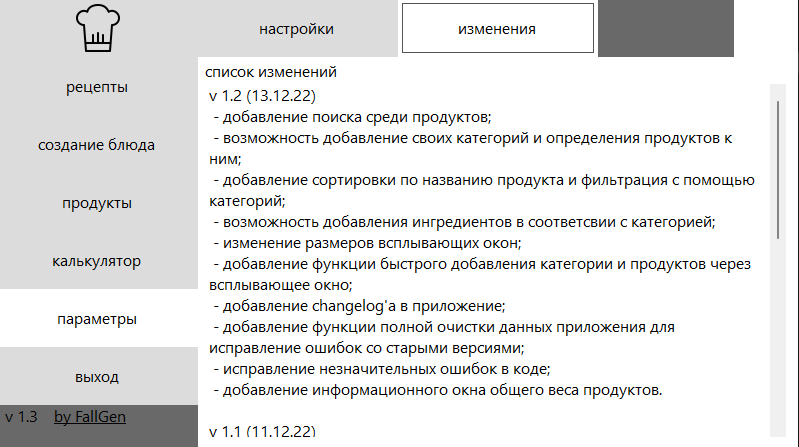 настройки
изменения
рецепты
создание блюда
продукты
калькулятор
параметры
выход
v 1.3 by FallGen
список изменений
v 1.2 (13.12.22)
- добавление поиска среди продуктов;
- возможность добавление своих категорий и определения продуктов к
ним;
- добавление сортировки по названию продукта и фильтрация с помощью
категорий;
- возможность добавления ингредиентов в соответсвии с категорией;
- изменение размеров всплывающих окон;
- добавление функции быстрого добавления категории и продуктов через
всплывающее окно;
- добавление changelog'а в приложение;
- добавление функции полной очистки данных приложения для
исправление ошибок со старыми версиями;
- исправление незначительных ошибок в коде;
- добавление информационного окна общего веса продуктов.
v 1.1 (11.12.22)